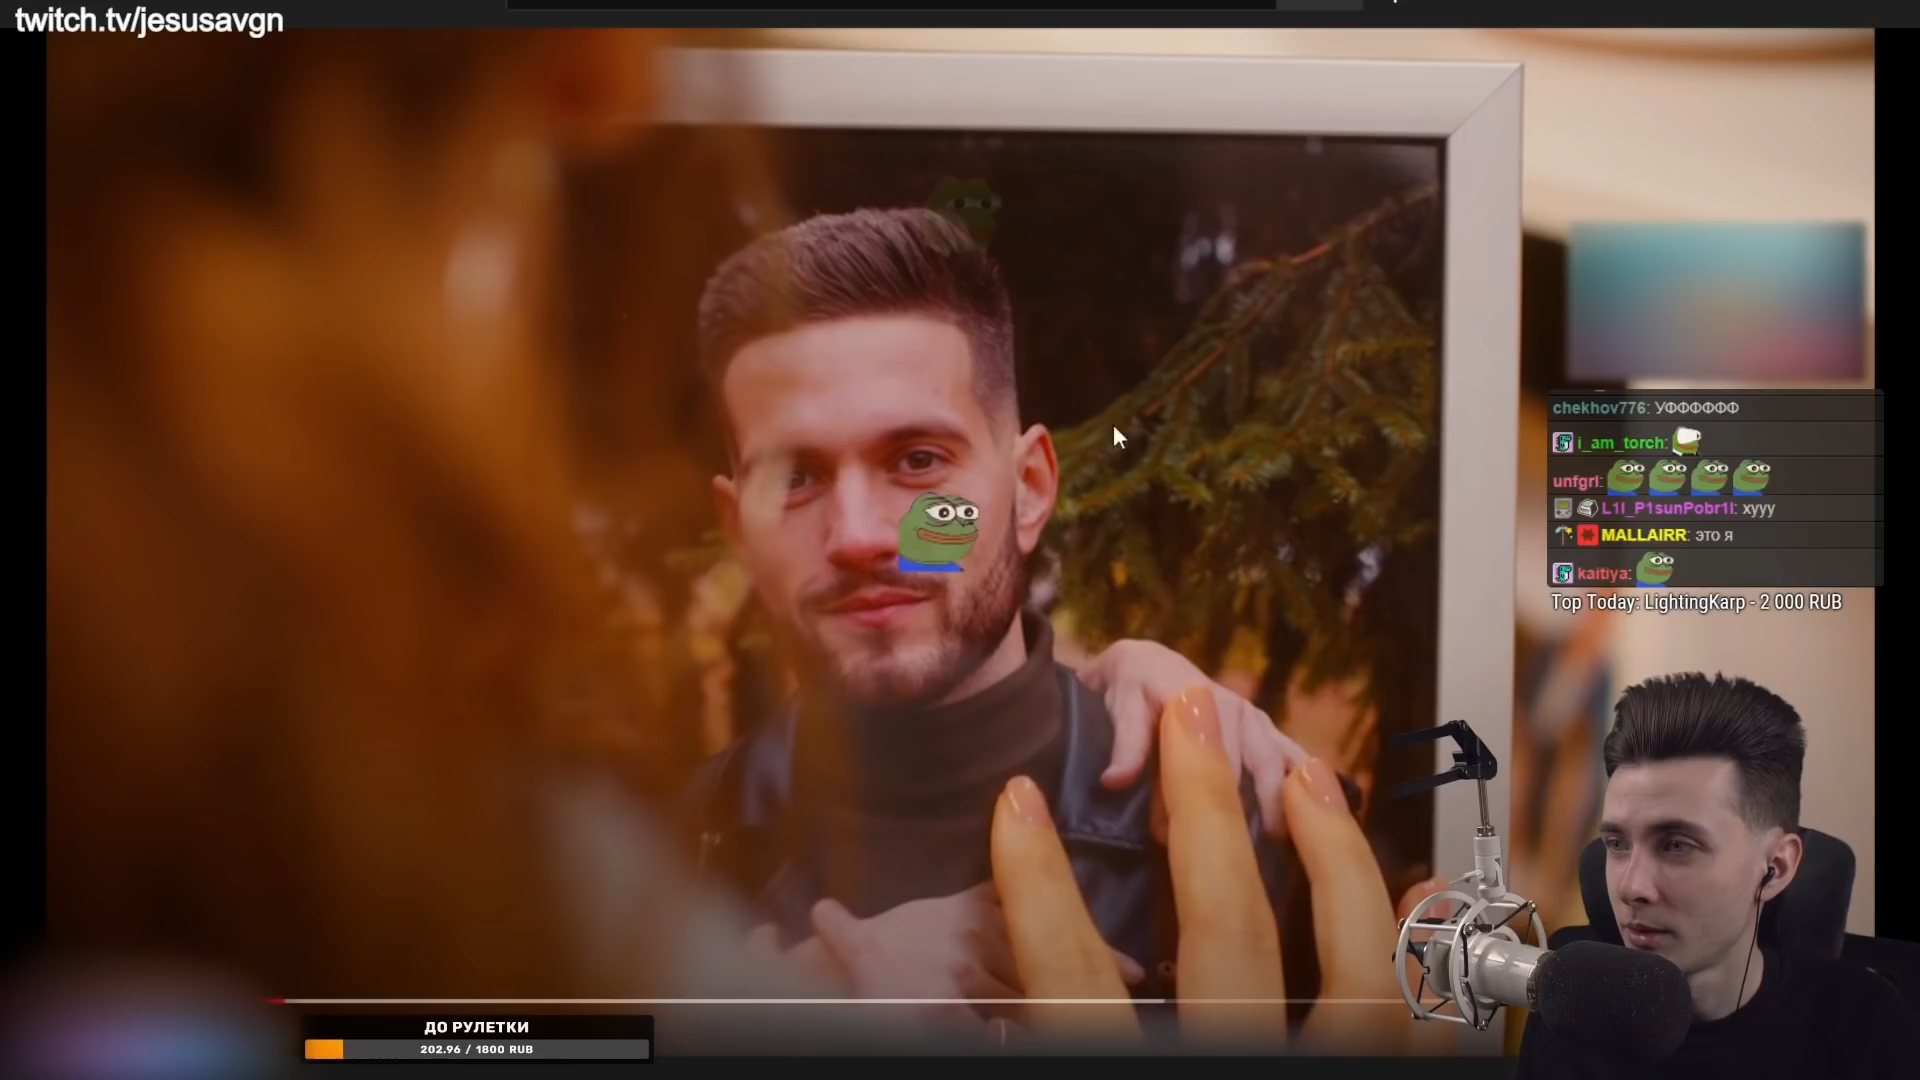 twitch.tv/jesusavgn
chekhov776: УФФФФФФ
i_am_torch:
unfgrl:
L1l_P1sunPobr1l: хууу
MALLAIRR: это я
kaitiya:
Top Today: LightingKarp - 2 000 RUB
ДО РУЛЕТКИ
202.96 / 1800 RUB